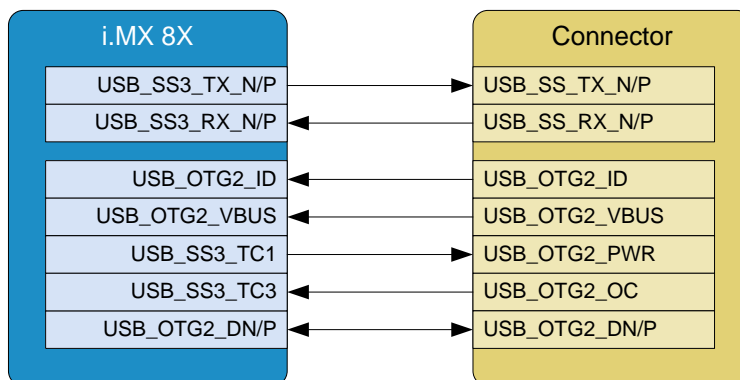 i.MX 8X
USB_SS3_TX_N/P
USB_SS3_RX_N/P
USB_OTG2_ID
USB_OTG2_VBUS
USB_SS3_TC1
USB_SS3_TC3
USB_OTG2_DN/P
Connector
USB_SS_TX_N/P
USB_SS_RX_N/P
USB_OTG2_ID
USB_OTG2_VBUS
USB_OTG2_PWR
USB_OTG2_OC
USB_OTG2_DN/P